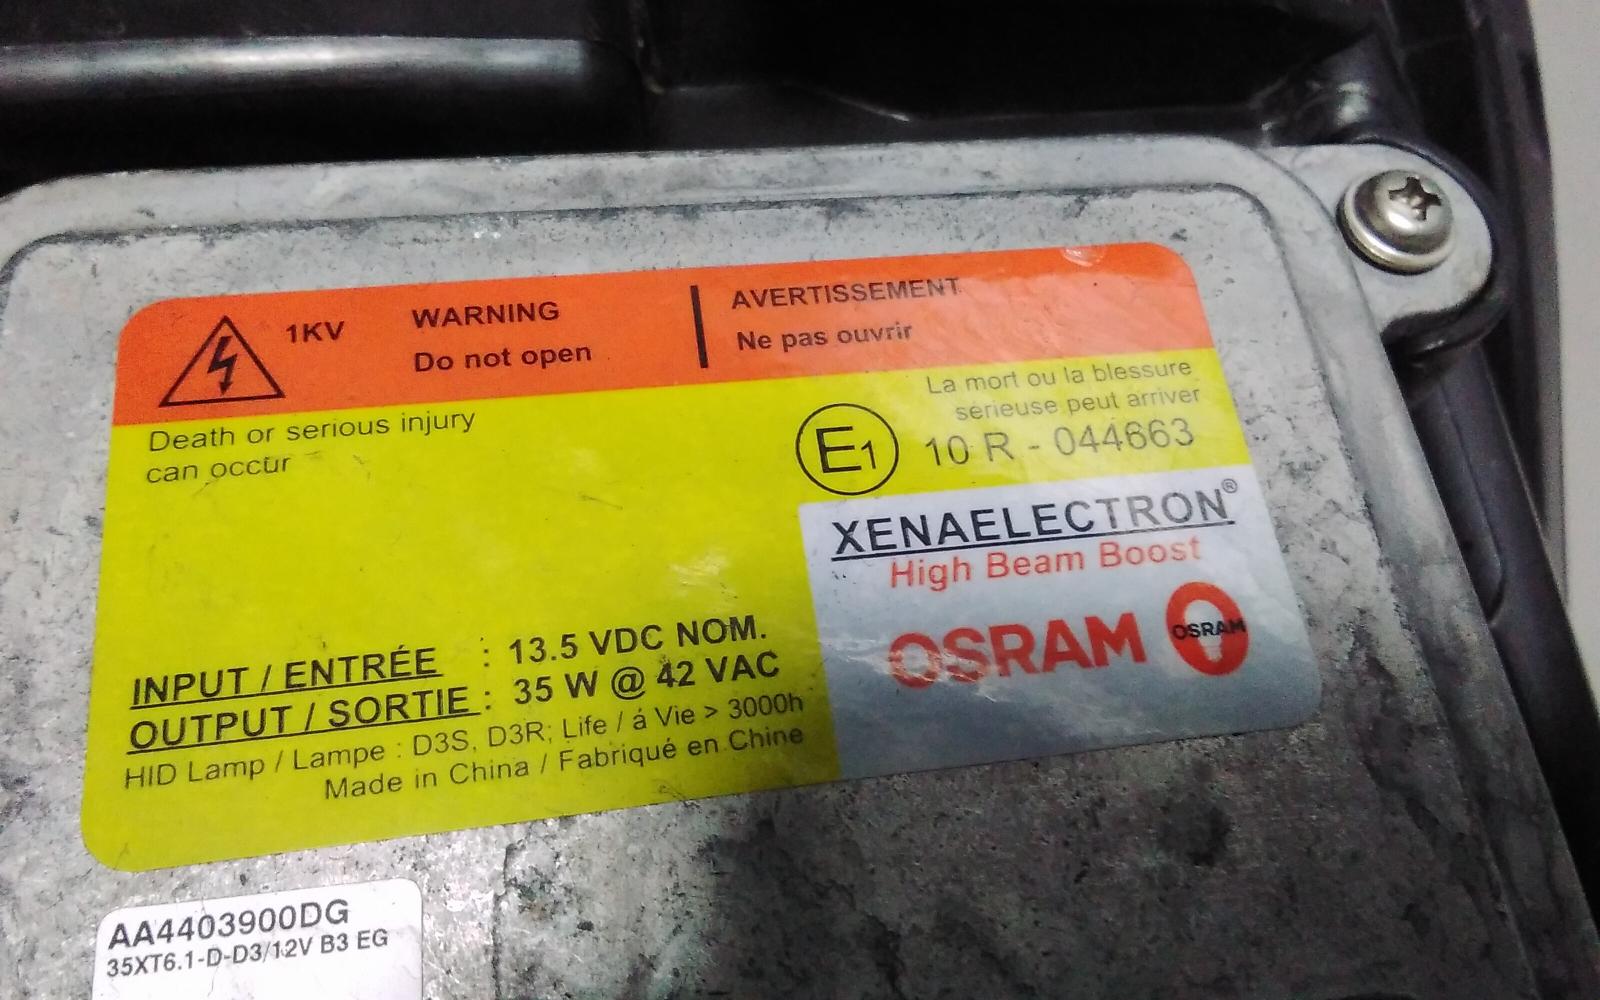 1KV
WARNING
Do not open
AVERTISSEMENT
Ne pas ouvrir
Death or serious injury
can occur
La mort ou la blessure
sérieuse peut arriver
E1
10 R - 044663
XENAELECTRON®
High Beam Boost
OSRAM
OSRAM
INPUT / ENTRÉE : 13.5 VDC NOM.
OUTPUT / SORTIE : 35 W @ 42 VAC
HID Lamp / Lampe : D3S, D3R; Life / á Vie > 3000h
Made in China / Fabriqué en Chine
AA4403900DG
35XT6.1-D-D3/12V B3 EG